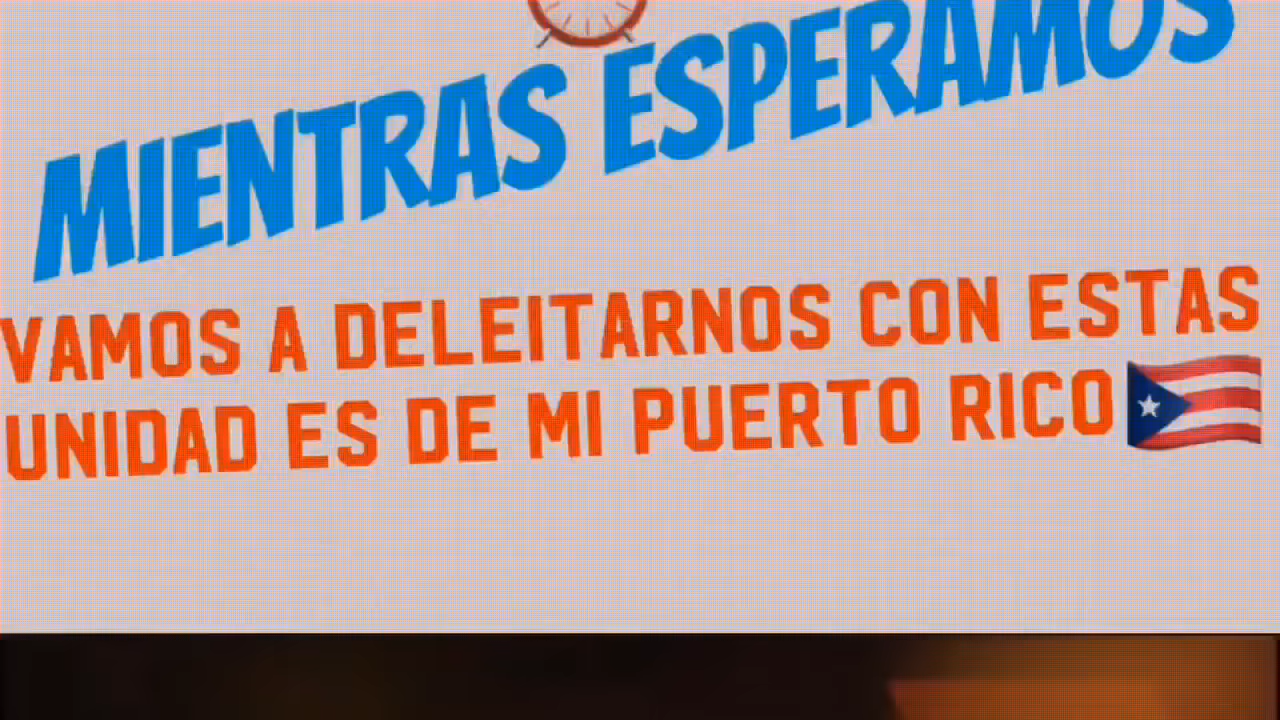 MIENTRAS ESPERAMOS
VAMOS A DELEITARNOS CON ESTAS
UNIDAD ES DE MI PUERTO RICO